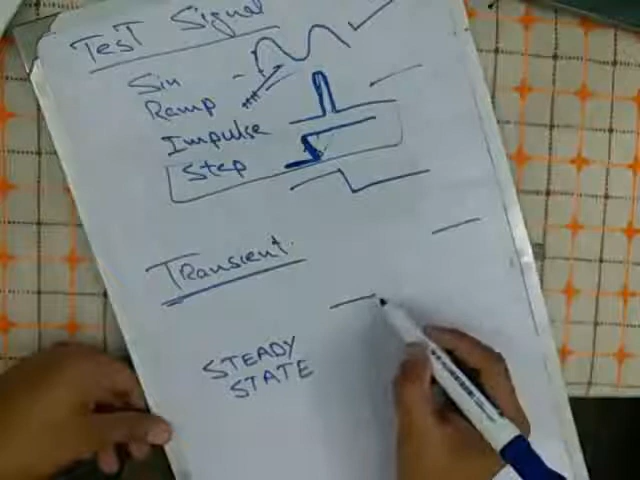 TesT Signal
Sin
Ramp
Impulse
Step
Transient.
STEADY
STATE